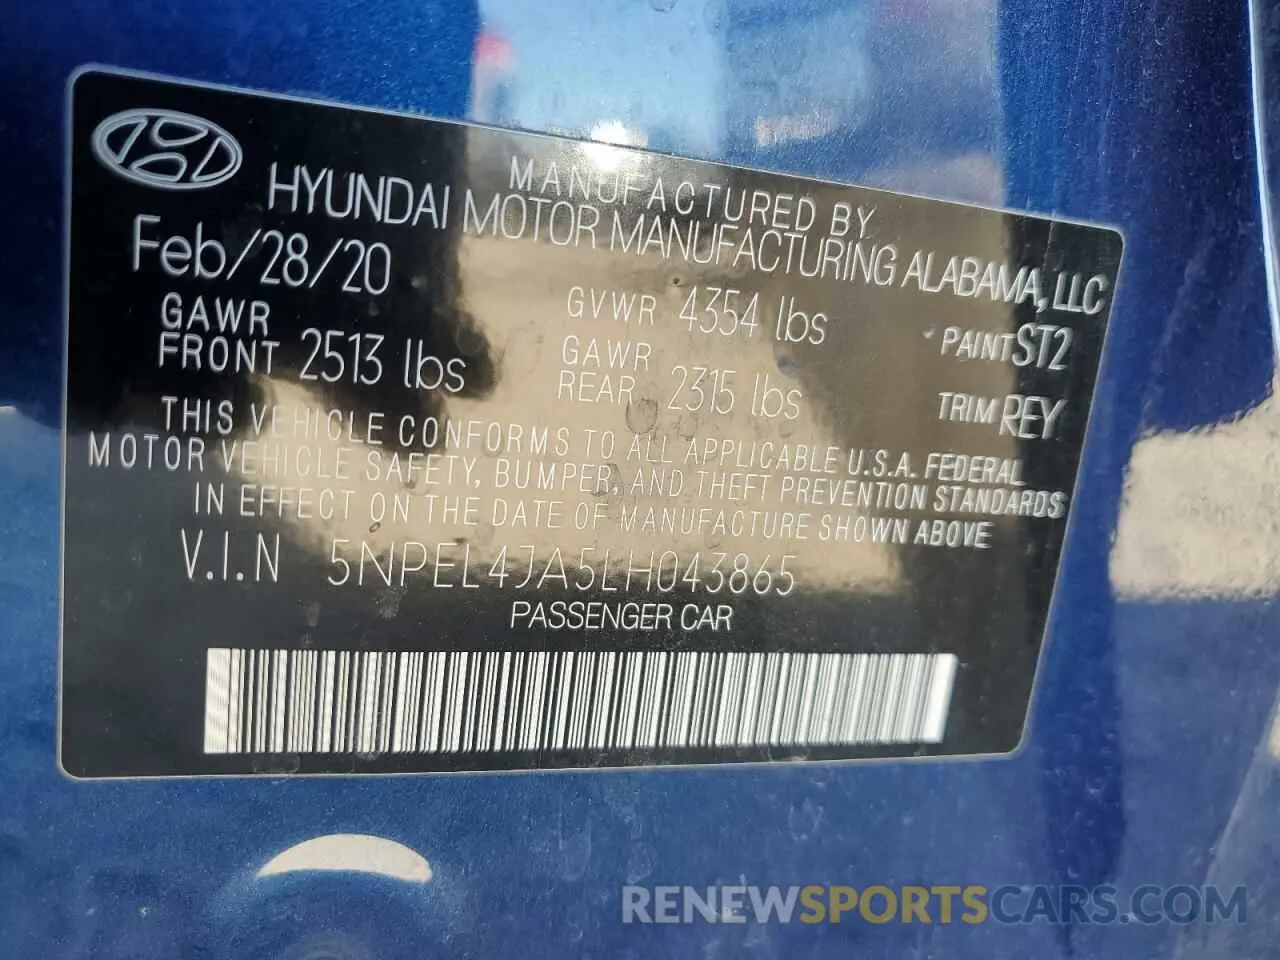 MANUFACTURED BY
HYUNDAI MOTOR MANUFACTURING ALABAMA, LLC
Feb/28/20
GVWR 4354 lbs
PAINT ST2
GAWR FRONT 2513 lbs
GAWR REAR 2315 lbs
TRIM REY
THIS VEHICLE CONFORMS TO ALL APPLICABLE U.S.A. FEDERAL
MOTOR VEHICLE SAFETY, BUMPER, AND THEFT PREVENTION STANDARDS
IN EFFECT ON THE DATE OF MANUFACTURE SHOWN ABOVE
V.I.N 5NPEL4JA5LH043865
PASSENGER CAR
RENEWSPORTSCARS.COM